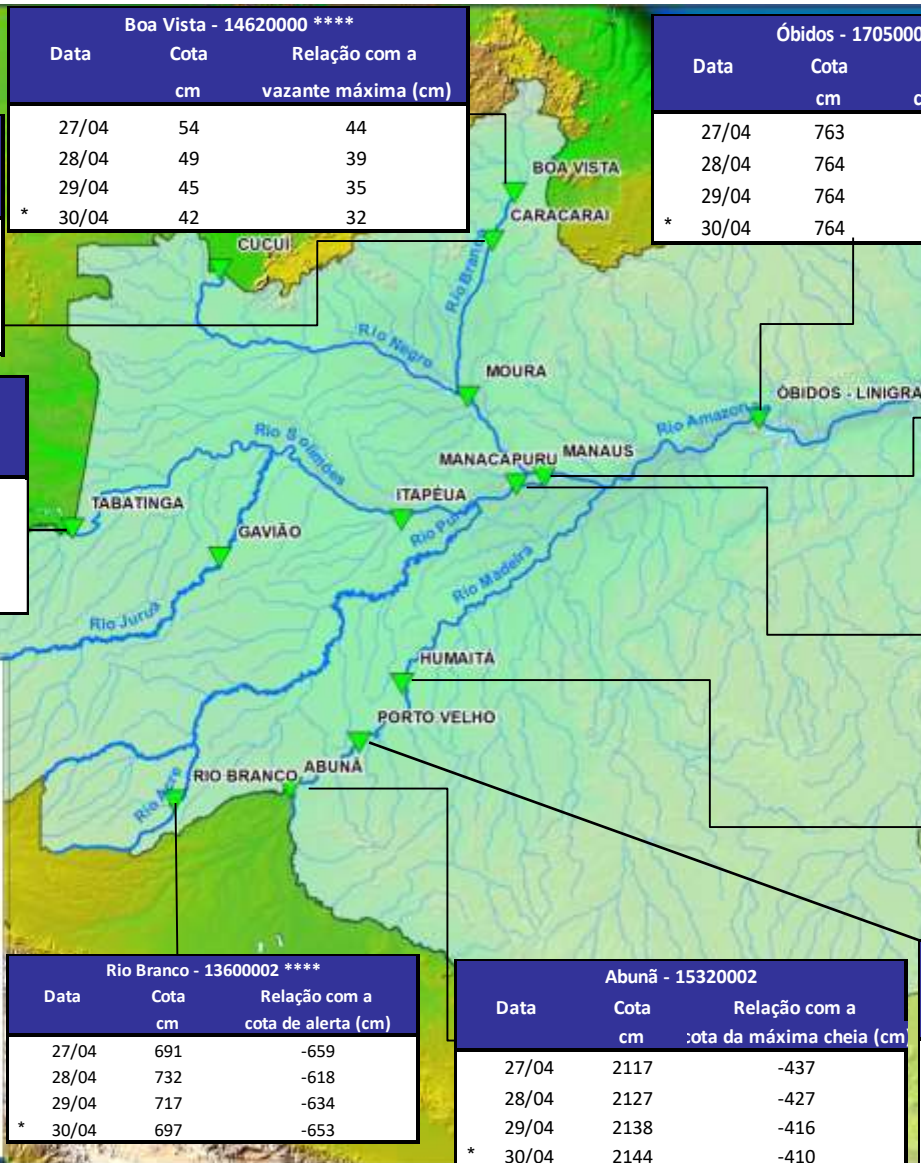 Boa Vista - 14620000 ****
Data Cota Relação com a
cm vazante máxima (cm)
27/04 54 44
28/04 49 39
29/04 45 35
* 30/04 42 32
Óbidos - 1705000
Data Cota
cm c
27/04 763
28/04 764
29/04 764
* 30/04 764
BOA VISTA
CARACARAI
CUCUÍ
Rio Branco
Rio Negro
MOURA
ÓBIDOS - LINIGRA
Rio Amazonas
Rio Solimões
MANACAPURU
MANAUS
TABATINGA
ITAPÉUA
GAVIÃO
Rio Purus
Rio Madeira
Rio Juruá
HUMAITÁ
PORTO VELHO
ABUNÃ
RIO BRANCO
Rio Acre
Rio Branco - 13600002 ****
Data Cota Relação com a
cm cota de alerta (cm)
27/04 691 -659
28/04 732 -618
29/04 717 -634
* 30/04 697 -653
Abunã - 15320002
Data Cota Relação com a
cm cota da máxima cheia (cm)
27/04 2117 -437
28/04 2127 -427
29/04 2138 -416
* 30/04 2144 -410